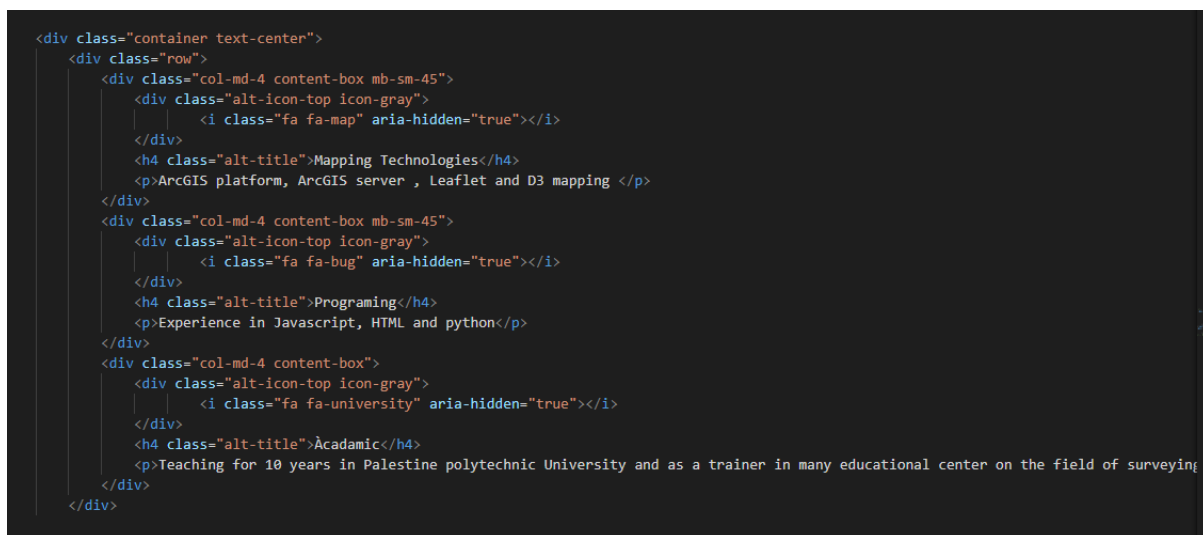 <div class="container text-center">
<div class="row">
<div class="col-md-4 content-box mb-sm-45">
<div class="alt-icon-top icon-gray">
<i class="fa fa-map" aria-hidden="true"></i>
</div>
<h4 class="alt-title">Mapping Technologies</h4>
<p>ArcGIS platform, ArcGIS server , Leaflet and D3 mapping </p>
</div>
<div class="col-md-4 content-box mb-sm-45">
<div class="alt-icon-top icon-gray">
<i class="fa fa-bug" aria-hidden="true"></i>
</div>
<h4 class="alt-title">Programing</h4>
<p>Experience in Javascript, HTML and python</p>
</div>
<div class="col-md-4 content-box">
<div class="alt-icon-top icon-gray">
<i class="fa fa-university" aria-hidden="true"></i>
</div>
<h4 class="alt-title">Àcadamic</h4>
<p>Teaching for 10 years in Palestine polytechnic University and as a trainer in many educational center on the field of surveying
</div>
</div>